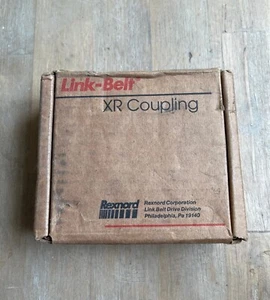 Link-Belt
XR Coupling
Rexnord
Rexnord Corporation
Link Belt Drive Division
Philadelphia, Pa 19140